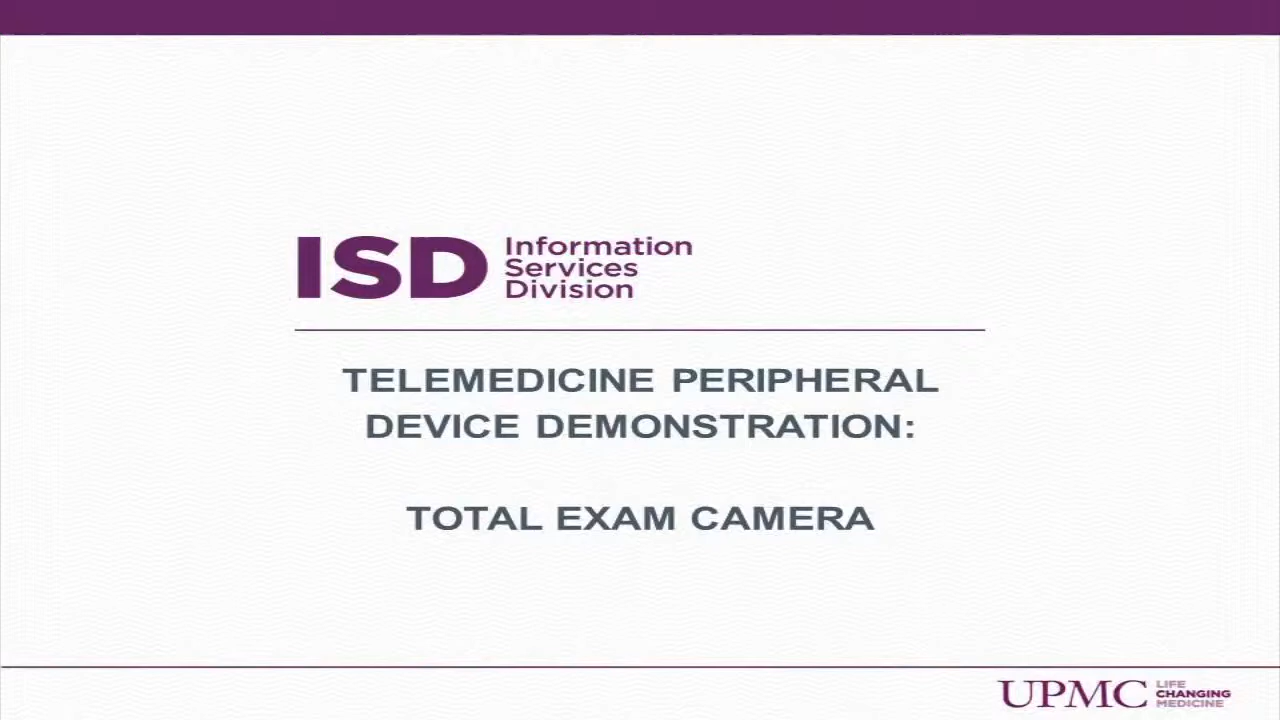 ISD Information
Services
Division
TELEMEDICINE PERIPHERAL
DEVICE DEMONSTRATION:
TOTAL EXAM CAMERA
UPMC LIFE
CHANGING
MEDICINE